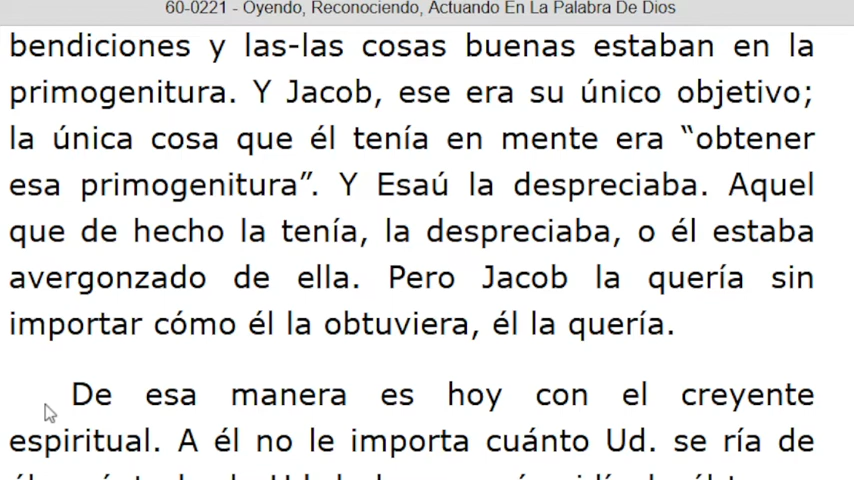 60-0221 - Oyendo, Reconociendo, Actuando En La Palabra De Dios
bendiciones y las-las cosas buenas estaban en la
primogenitura. Y Jacob, ese era su único objetivo;
la única cosa que él tenía en mente era “obtener
esa primogenitura”. Y Esaú la despreciaba. Aquel
que de hecho la tenía, la despreciaba, o él estaba
avergonzado de ella. Pero Jacob la quería sin
importar cómo él la obtuviera, él la quería.
De esa manera es hoy con el creyente
espiritual. A él no le importa cuánto Ud. se ría de